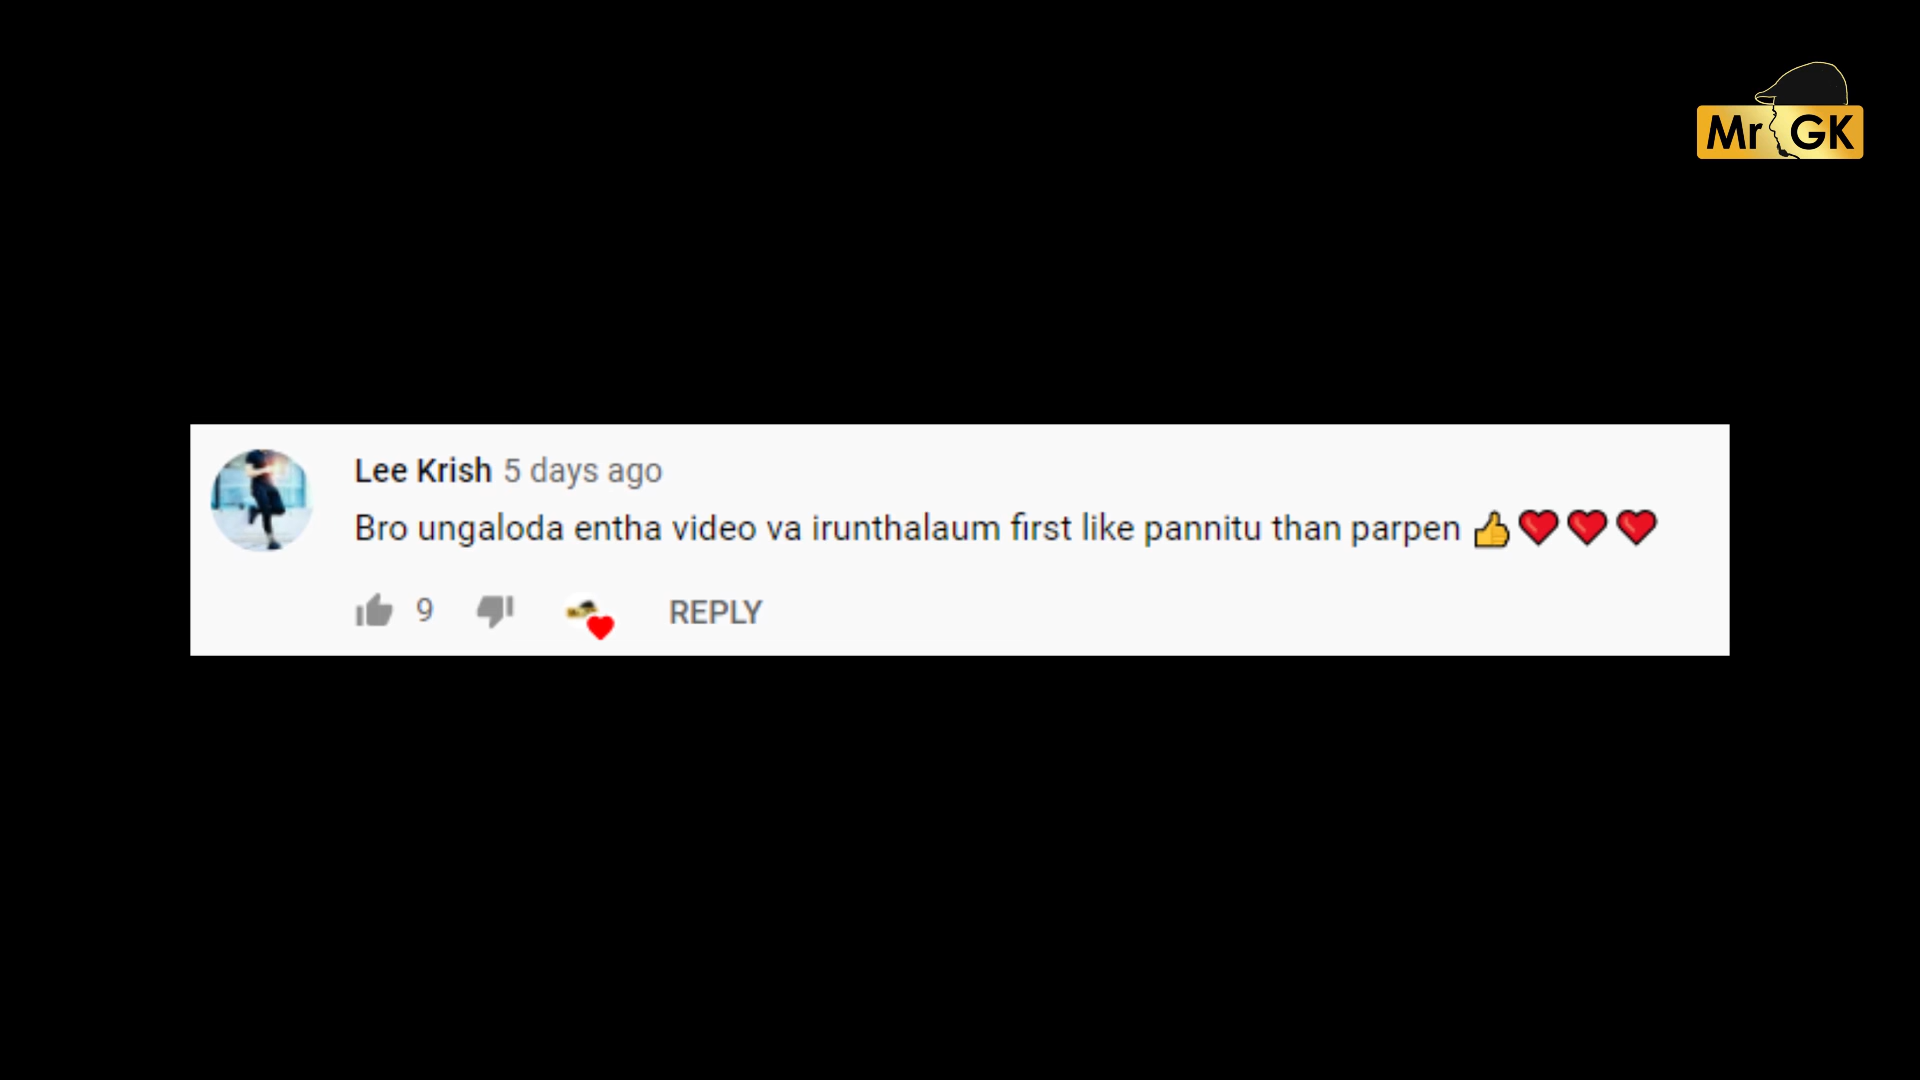 Mr GK
Lee Krish 5 days ago
Bro ungaloda entha video va irunthalaum first like pannitu than parpen 👍❤️❤️❤️
9 REPLY